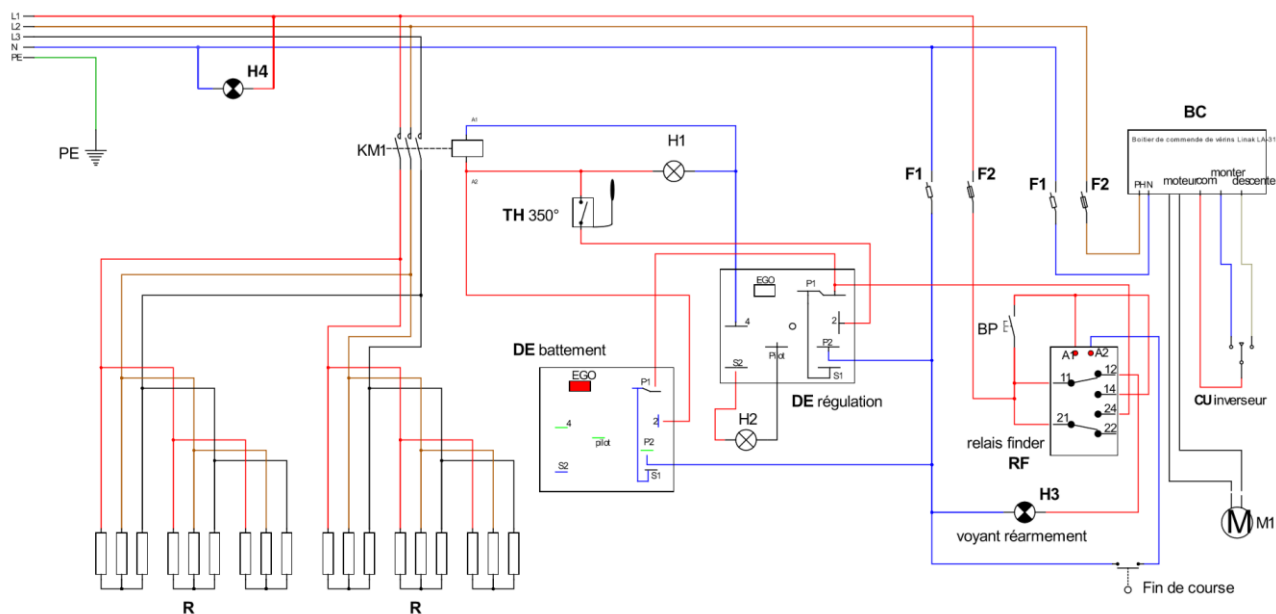 L1
L2
L3
N
PE
H4
PE
KM1
A1
A2
H1
TH 350°
F1
F2
F1
F2
BC
Boitier de commende de vérins Linak LA-31
PHN
moteur
com
monter
descente
EGO
P1
4
2
Pilot
P2
S2
S1
DE régulation
DE battement
EGO
P1
4
2
pilot
P2
S2
S1
H2
BP
A1
A2
11
12
14
21
24
22
relais finder
RF
CU inverseur
H3
voyant réarmement
M
M1
Fin de course
R
R